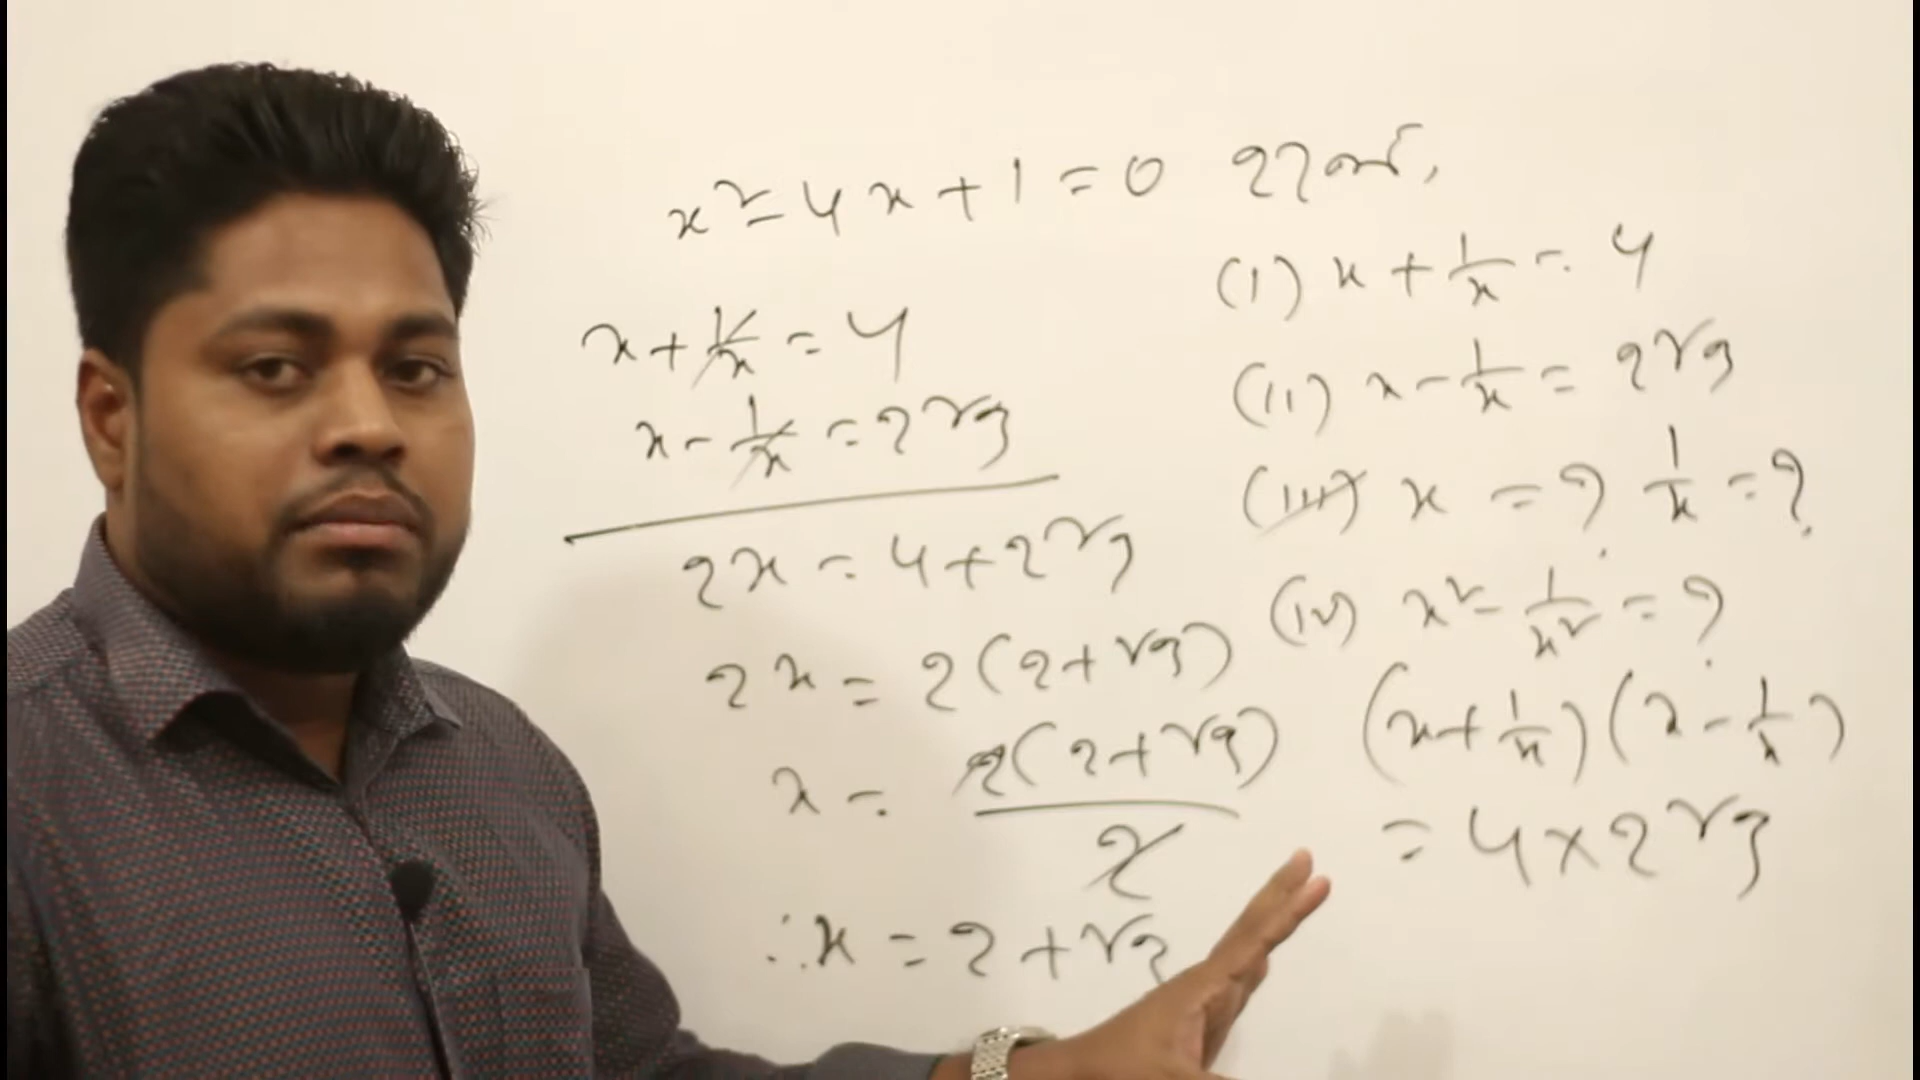 x² - 4x + 1 = 0
x + 1/x = 4
x - 1/x = 2√3
2x = 4 + 2√3
2x = 2(2 + √3)
x = 2(2 + √3)/2
∴ x = 2 + √3
(i) x + 1/x = 4
(ii) x - 1/x = 2√3
(iii) x = ? 1/x = ?
(iv) x² - 1/x² = ?
(x + 1/x)(x - 1/x)
= 4 × 2√3